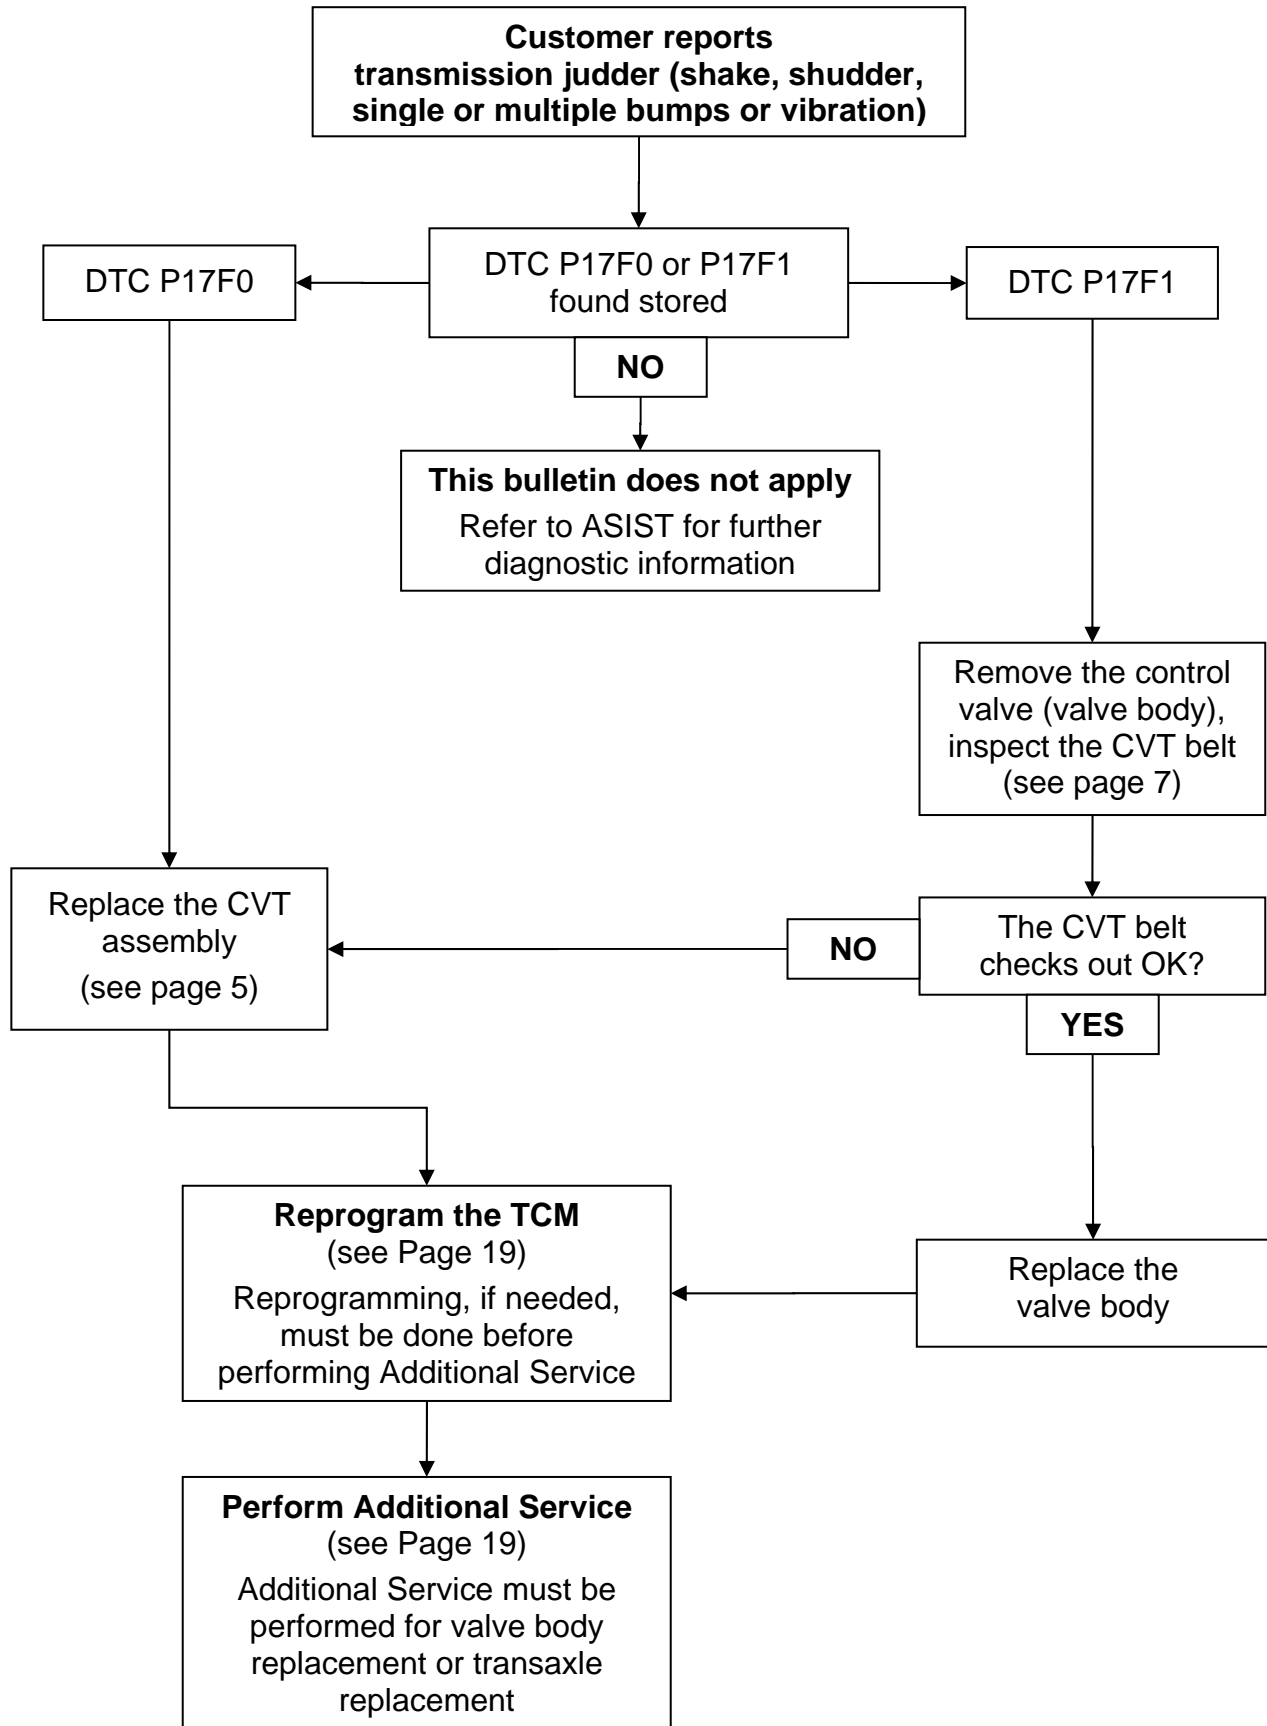 Customer reports
transmission judder (shake, shudder,
single or multiple bumps or vibration)
DTC P17F0
DTC P17F0 or P17F1
found stored
DTC P17F1
NO
This bulletin does not apply
Refer to ASIST for further
diagnostic information
Remove the control
valve (valve body),
inspect the CVT belt
(see page 7)
Replace the CVT
assembly
(see page 5)
NO
The CVT belt
checks out OK?
YES
Reprogram the TCM
(see Page 19)
Reprogramming, if needed,
must be done before
performing Additional Service
Replace the
valve body
Perform Additional Service
(see Page 19)
Additional Service must be
performed for valve body
replacement or transaxle
replacement